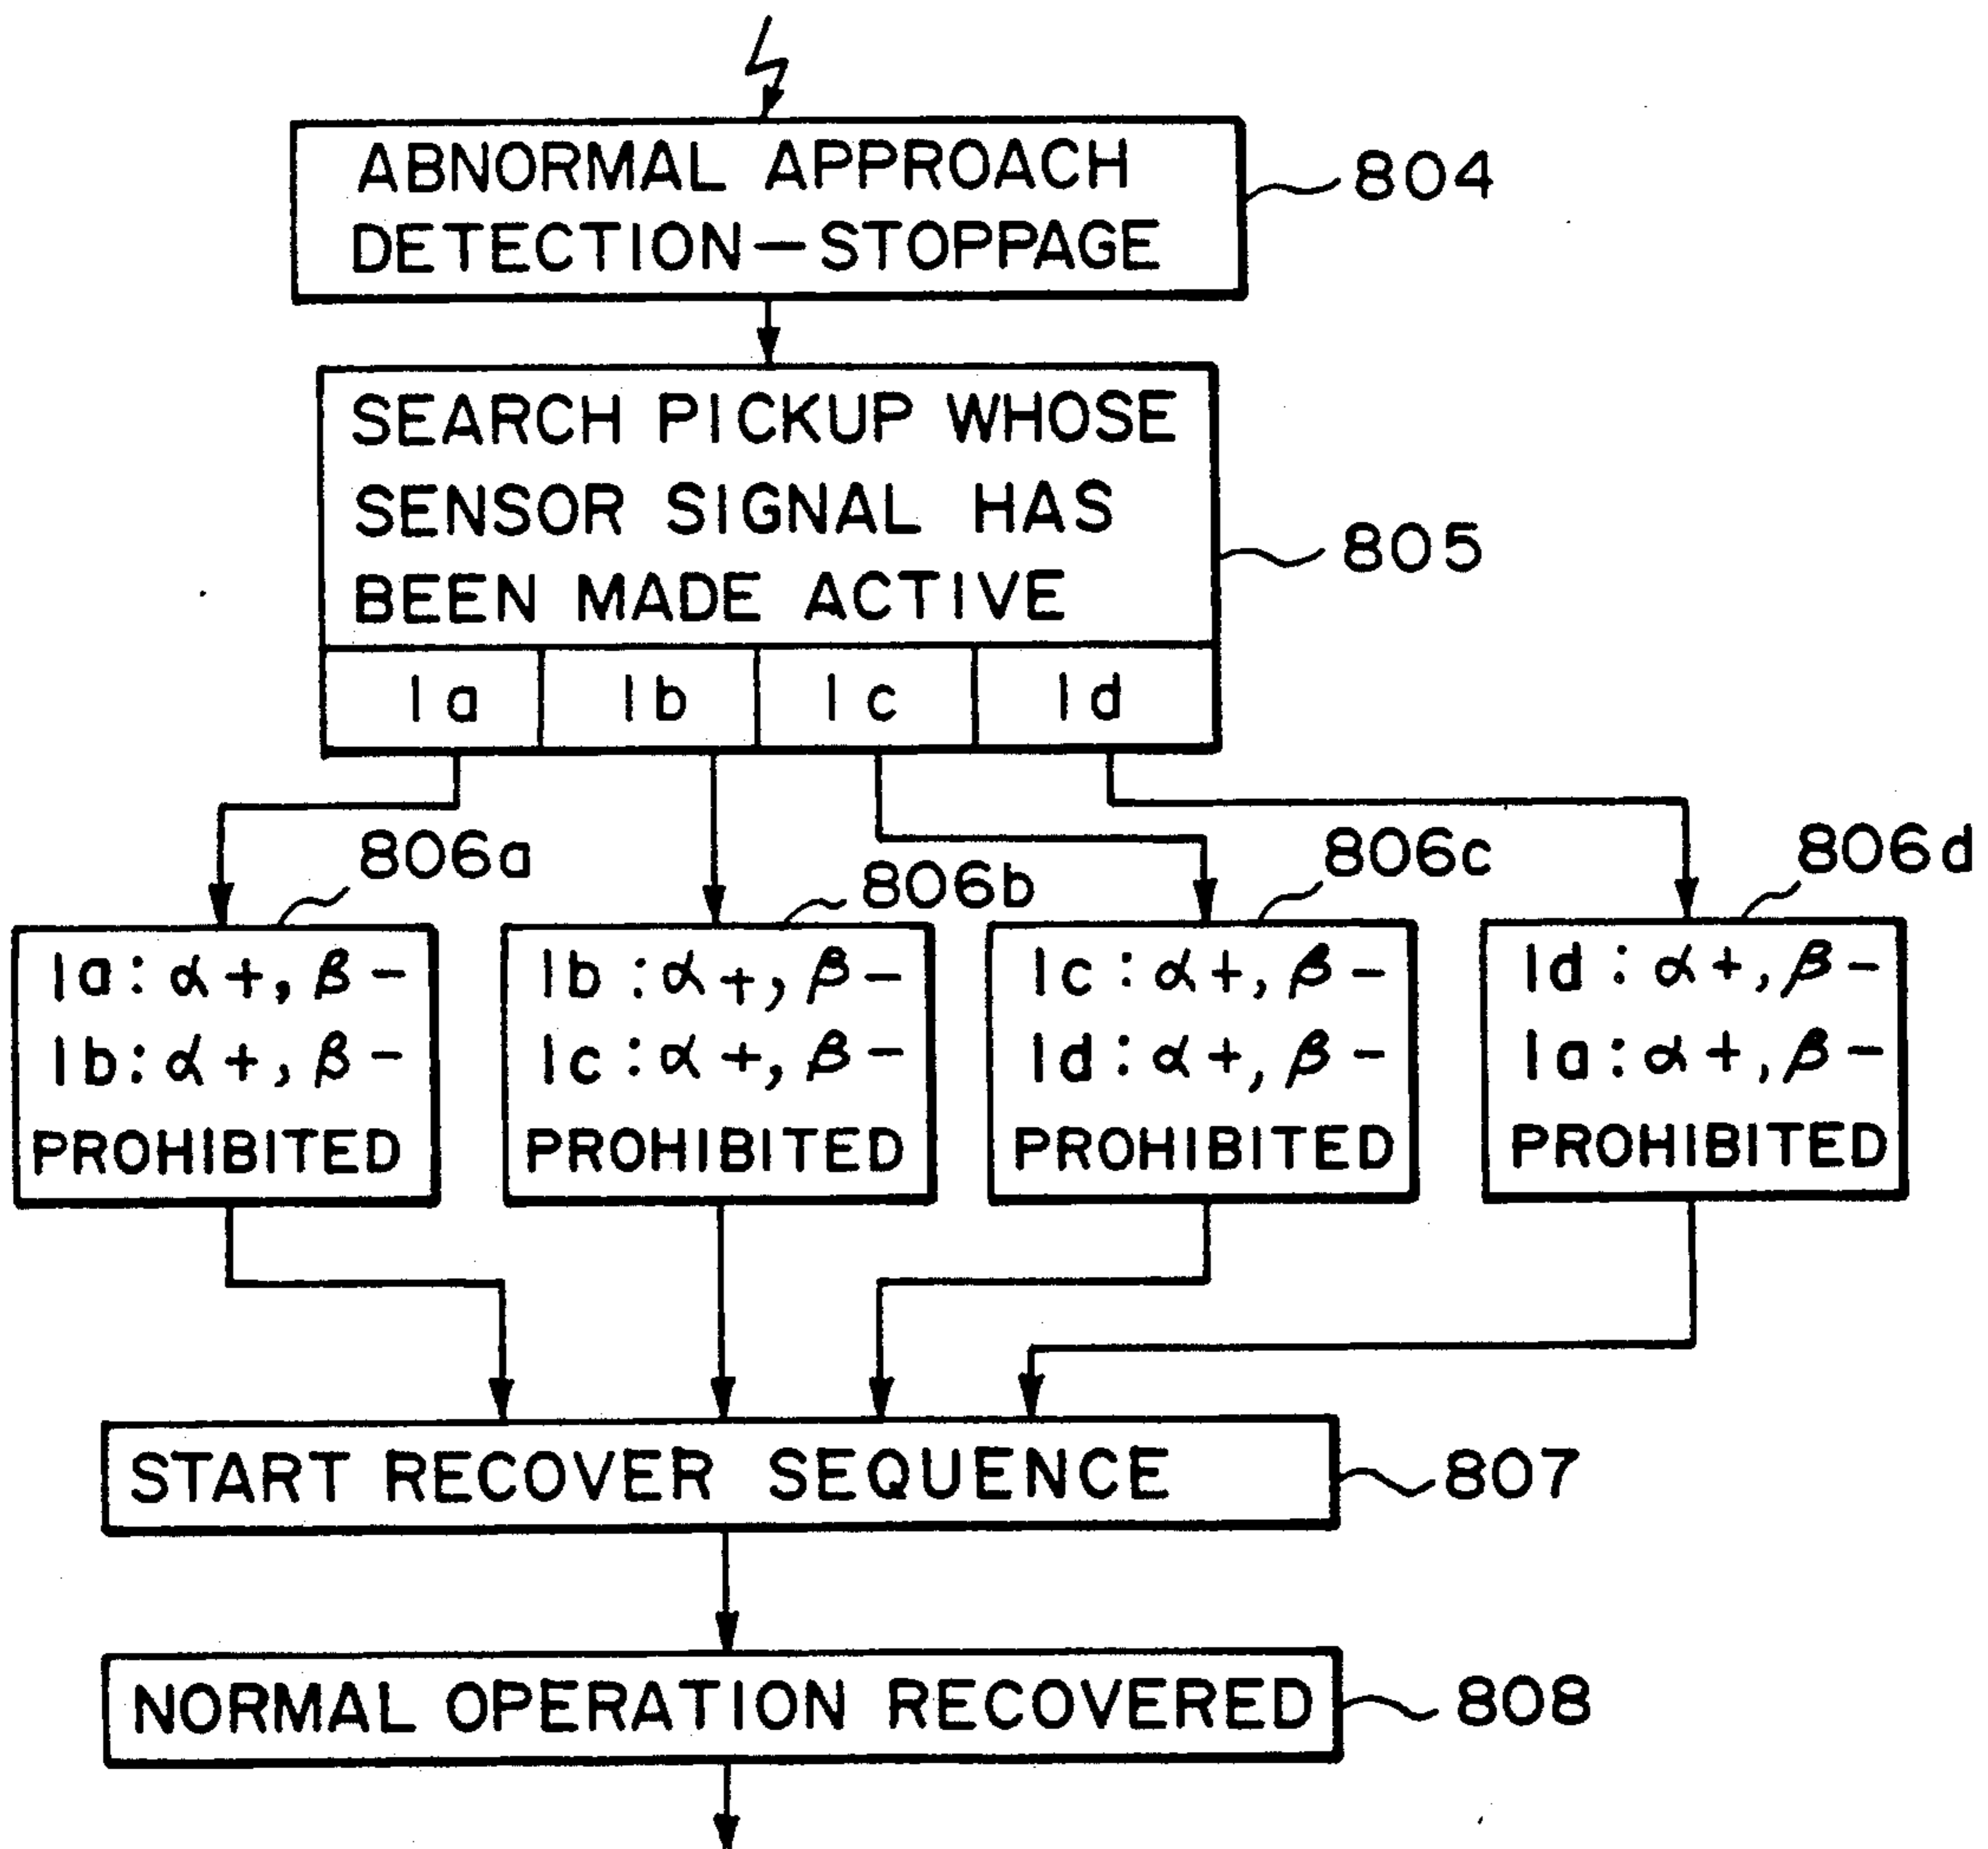 ABNORMAL APPROACH
DETECTION—STOPPAGE
804
SEARCH PICKUP WHOSE
SENSOR SIGNAL HAS
BEEN MADE ACTIVE
805
1a
1b
1c
1d
806a
806b
806c
806d
1a: α+, β−
1b: α+, β−
PROHIBITED
1b: α+, β−
1c: α+, β−
PROHIBITED
1c: α+, β−
1d: α+, β−
PROHIBITED
1d: α+, β−
1a: α+, β−
PROHIBITED
START RECOVER SEQUENCE
807
NORMAL OPERATION RECOVERED
808